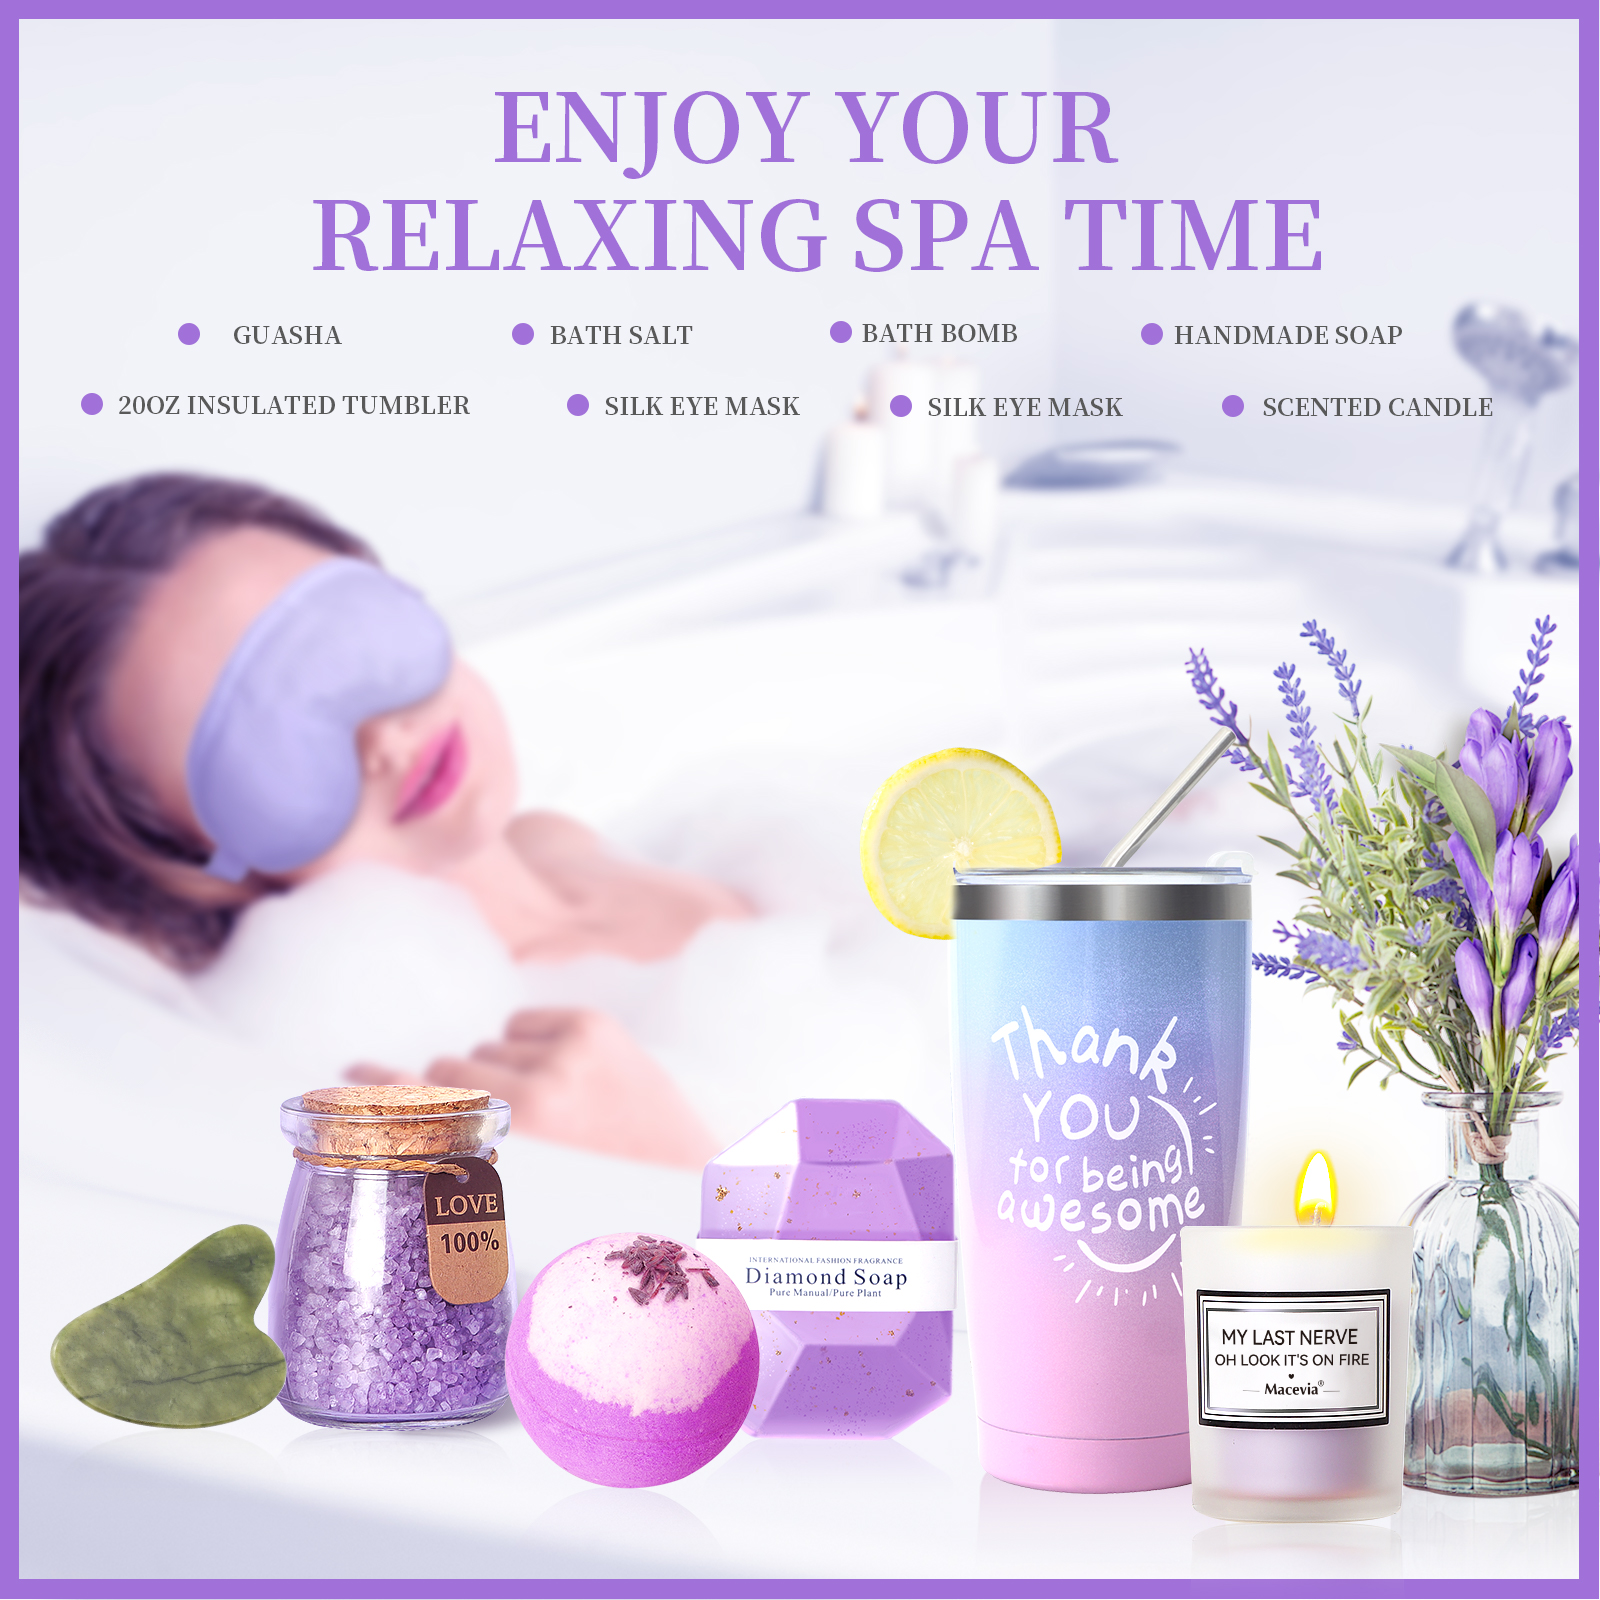 ENJOY YOUR
RELAXING SPA TIME
GUASHA
BATH SALT
BATH BOMB
HANDMADE SOAP
20OZ INSULATED TUMBLER
SILK EYE MASK
SILK EYE MASK
SCENTED CANDLE
Thank
YOU
for being
awesome
LOVE
100%
INTERNATIONAL FASHION FRAGRANCE
Diamond Soap
Pure Manual/Pure Plant
MY LAST NERVE
OH LOOK IT'S ON FIRE
Macevia®